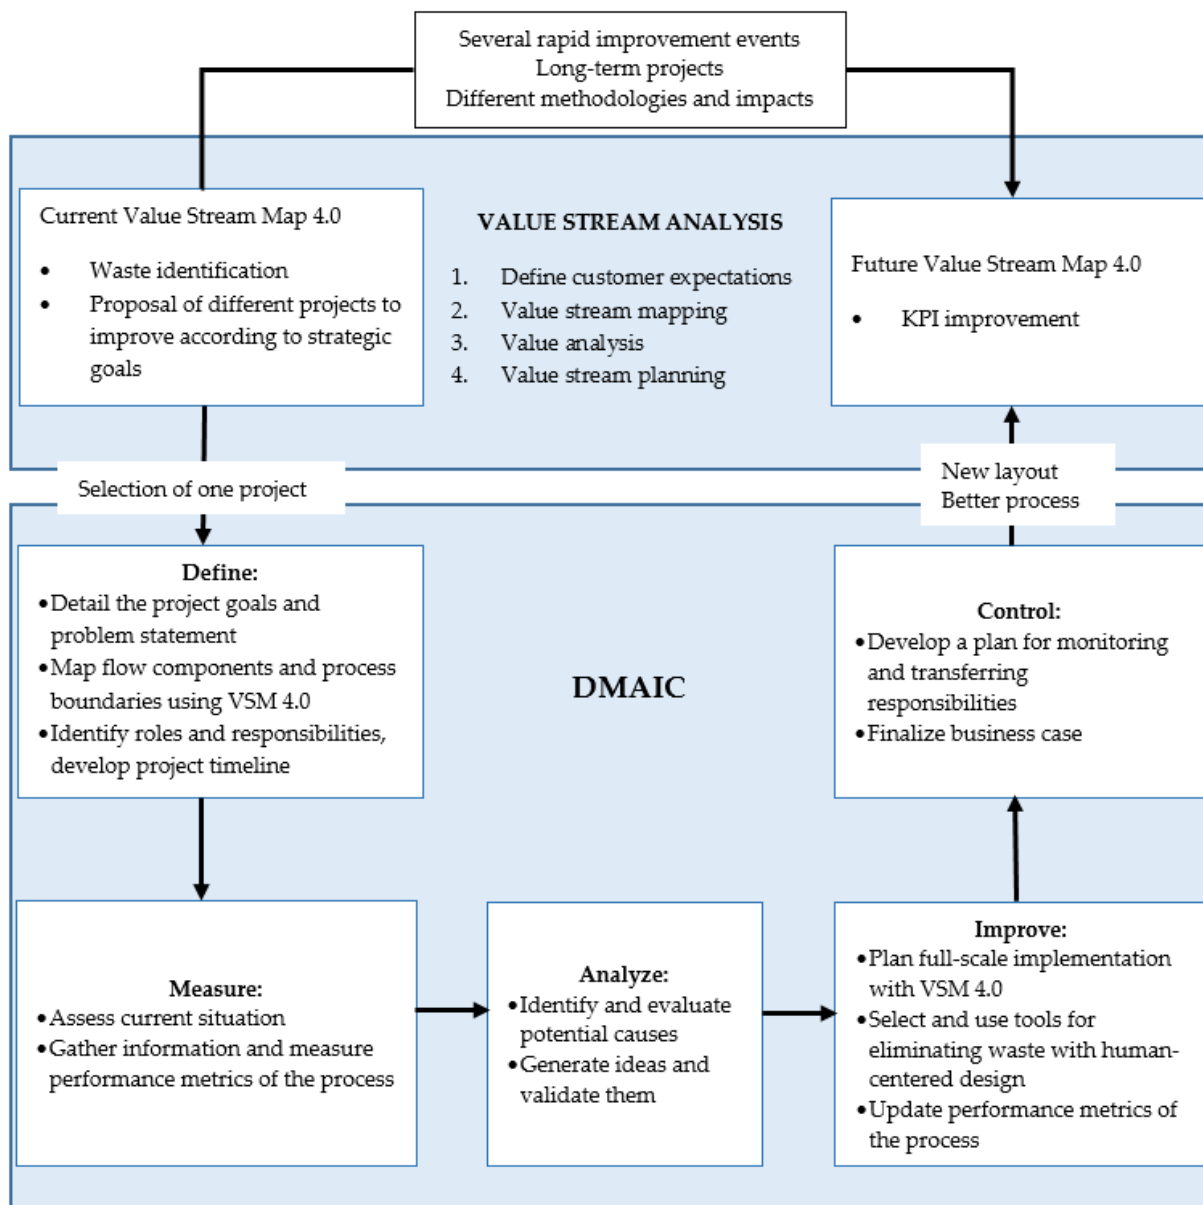 Several rapid improvement events
Long-term projects
Different methodologies and impacts
Current Value Stream Map 4.0
• Waste identification
• Proposal of different projects to
improve according to strategic
goals
VALUE STREAM ANALYSIS
1. Define customer expectations
2. Value stream mapping
3. Value analysis
4. Value stream planning
Future Value Stream Map 4.0
• KPI improvement
Selection of one project
New layout
Better process
Define:
•Detail the project goals and
problem statement
•Map flow components and process
boundaries using VSM 4.0
•Identify roles and responsibilities,
develop project timeline
DMAIC
Control:
•Develop a plan for monitoring
and transferring
responsibilities
•Finalize business case
Measure:
•Assess current situation
•Gather information and measure
performance metrics of the process
Analyze:
•Identify and evaluate
potential causes
•Generate ideas and
validate them
Improve:
•Plan full-scale implementation
with VSM 4.0
•Select and use tools for
eliminating waste with human-
centered design
•Update performance metrics of
the process